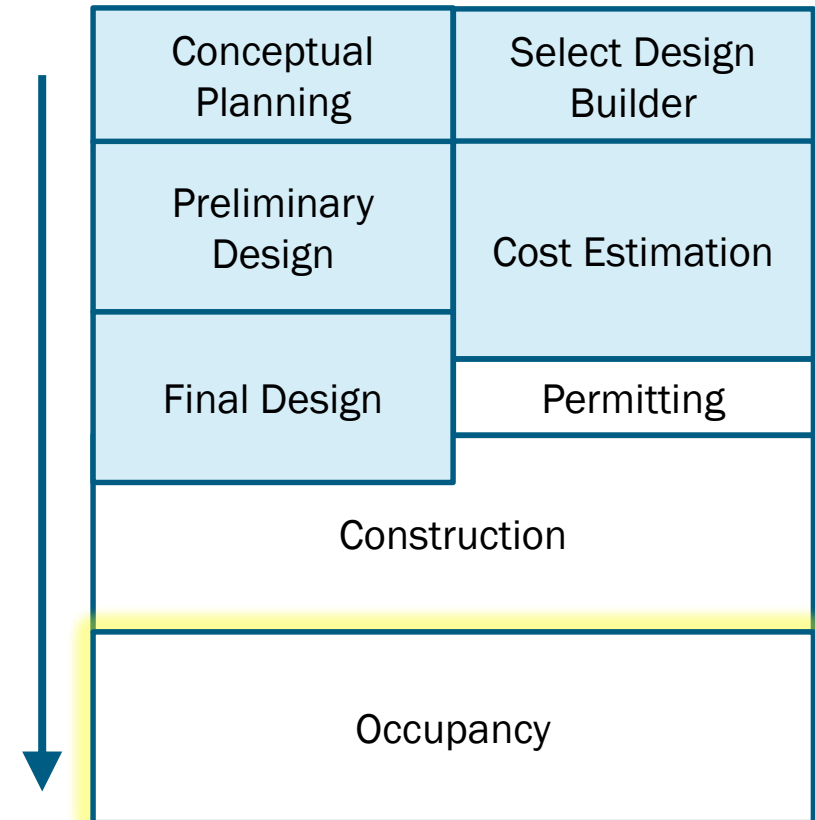 Conceptual
Planning
Select Design
Builder
Preliminary
Design
Cost Estimation
Final Design
Permitting
Construction
Occupancy